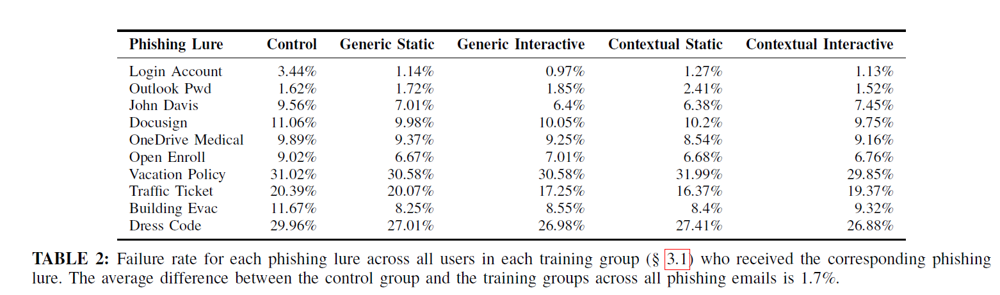 Phishing Lure Control Generic Static Generic Interactive Contextual Static Contextual Interactive
Login Account 3.44% 1.14% 0.97% 1.27% 1.13%
Outlook Pwd 1.62% 1.72% 1.85% 2.41% 1.52%
John Davis 9.56% 7.01% 6.4% 6.38% 7.45%
Docusign 11.06% 9.98% 10.05% 10.2% 9.75%
OneDrive Medical 9.89% 9.37% 9.25% 8.54% 9.16%
Open Enroll 9.02% 6.67% 7.01% 6.68% 6.76%
Vacation Policy 31.02% 30.58% 30.58% 31.99% 29.85%
Traffic Ticket 20.39% 20.07% 17.25% 16.37% 19.37%
Building Evac 11.67% 8.25% 8.55% 8.4% 9.32%
Dress Code 29.96% 27.01% 26.98% 27.41% 26.88%
TABLE 2: Failure rate for each phishing lure across all users in each training group (§ 3.1) who received the corresponding phishing
lure. The average difference between the control group and the training groups across all phishing emails is 1.7%.